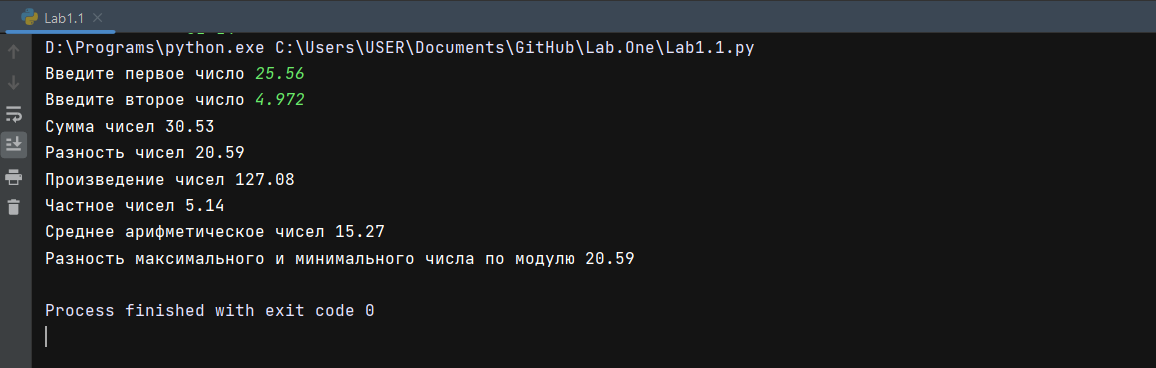 Lab1.1
D:\Programs\python.exe C:\Users\USER\Documents\GitHub\Lab.One\Lab1.1.py
Введите первое число 25.56
Введите второе число 4.972
Сумма чисел 30.53
Разность чисел 20.59
Произведение чисел 127.08
Частное чисел 5.14
Среднее арифметическое чисел 15.27
Разность максимального и минимального числа по модулю 20.59
Process finished with exit code 0